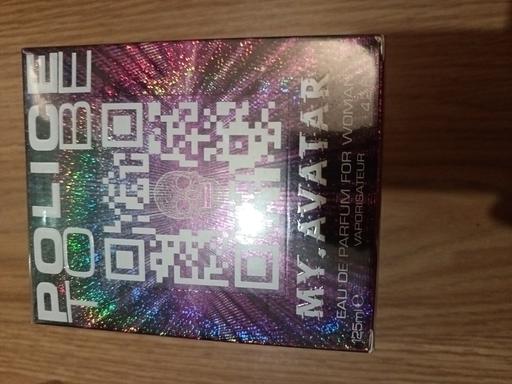 POLICE
TO BE
MY.AVATAR
EAU DE PARFUM FOR WOMAN
VAPORISATEUR
125ml e